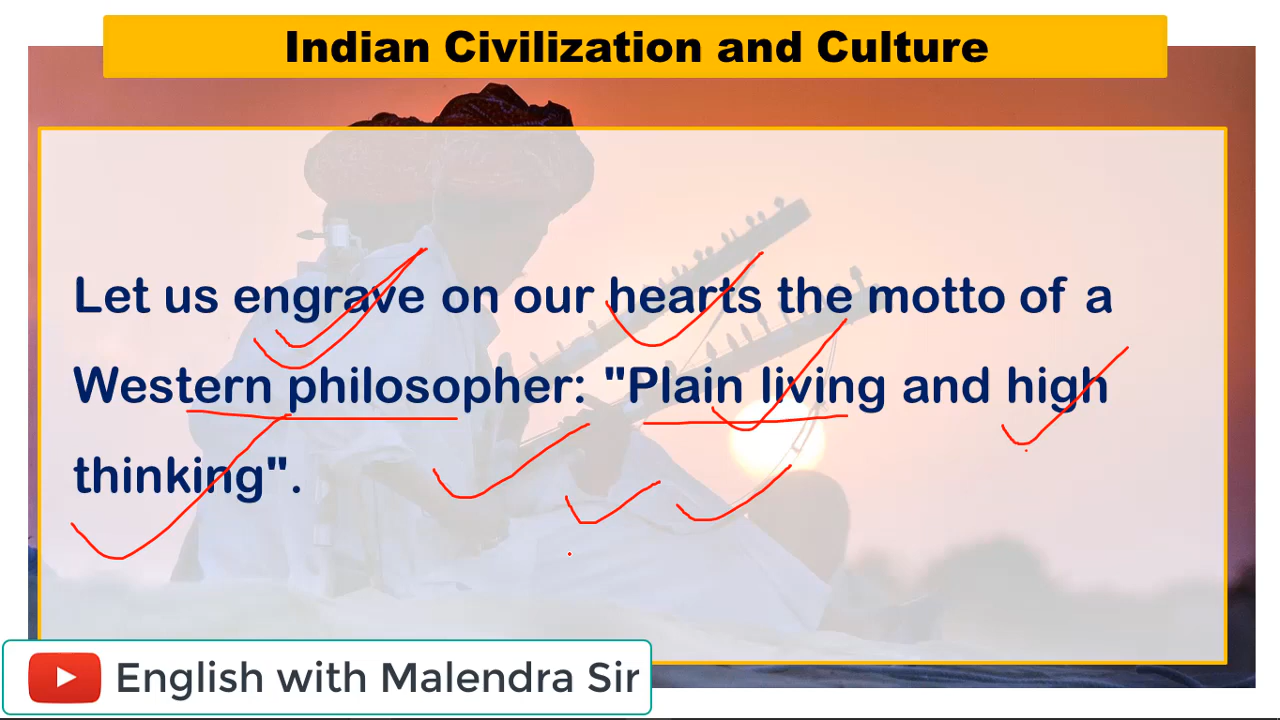 Indian Civilization and Culture
Let us engrave on our hearts the motto of a
Western philosopher: "Plain living and high
thinking".
English with Malendra Sir